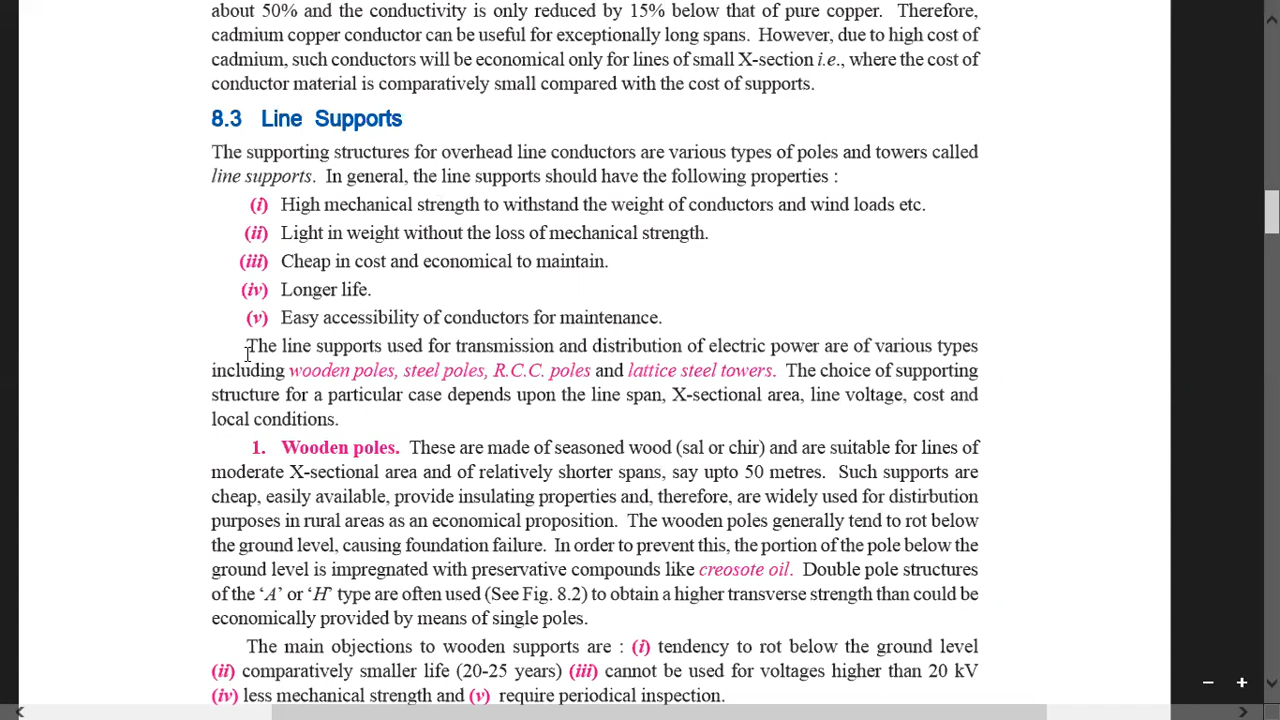 about 50% and the conductivity is only reduced by 15% below that of pure copper. Therefore,
cadmium copper conductor can be useful for exceptionally long spans. However, due to high cost of
cadmium, such conductors will be economical only for lines of small X-section i.e., where the cost of
conductor material is comparatively small compared with the cost of supports.
8.3 Line Supports
The supporting structures for overhead line conductors are various types of poles and towers called
line supports. In general, the line supports should have the following properties :
(i) High mechanical strength to withstand the weight of conductors and wind loads etc.
(ii) Light in weight without the loss of mechanical strength.
(iii) Cheap in cost and economical to maintain.
(iv) Longer life.
(v) Easy accessibility of conductors for maintenance.
The line supports used for transmission and distribution of electric power are of various types
including wooden poles, steel poles, R.C.C. poles and lattice steel towers. The choice of supporting
structure for a particular case depends upon the line span, X-sectional area, line voltage, cost and
local conditions.
1. Wooden poles. These are made of seasoned wood (sal or chir) and are suitable for lines of
moderate X-sectional area and of relatively shorter spans, say upto 50 metres. Such supports are
cheap, easily available, provide insulating properties and, therefore, are widely used for distirbution
purposes in rural areas as an economical proposition. The wooden poles generally tend to rot below
the ground level, causing foundation failure. In order to prevent this, the portion of the pole below the
ground level is impregnated with preservative compounds like creosote oil. Double pole structures
of the ‘A’ or ‘H’ type are often used (See Fig. 8.2) to obtain a higher transverse strength than could be
economically provided by means of single poles.
The main objections to wooden supports are : (i) tendency to rot below the ground level
(ii) comparatively smaller life (20-25 years) (iii) cannot be used for voltages higher than 20 kV
(iv) less mechanical strength and (v) require periodical inspection.